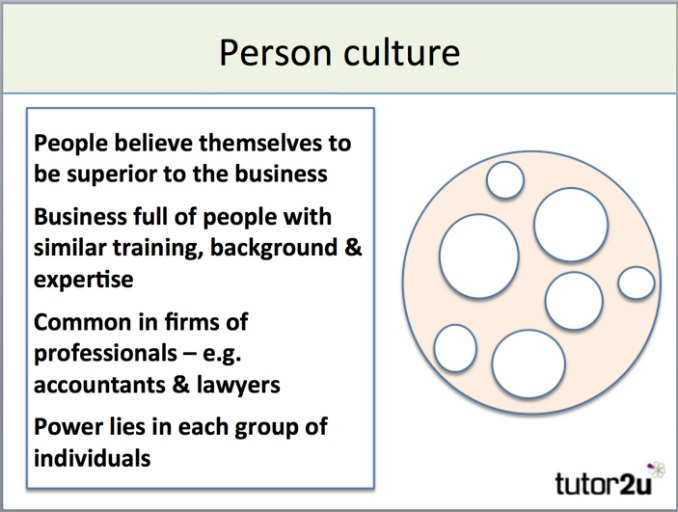 Person culture
People believe themselves to
be superior to the business
Business full of people with
similar training, background &
expertise
Common in firms of
professionals – e.g.
accountants & lawyers
Power lies in each group of
individuals
tutor2u